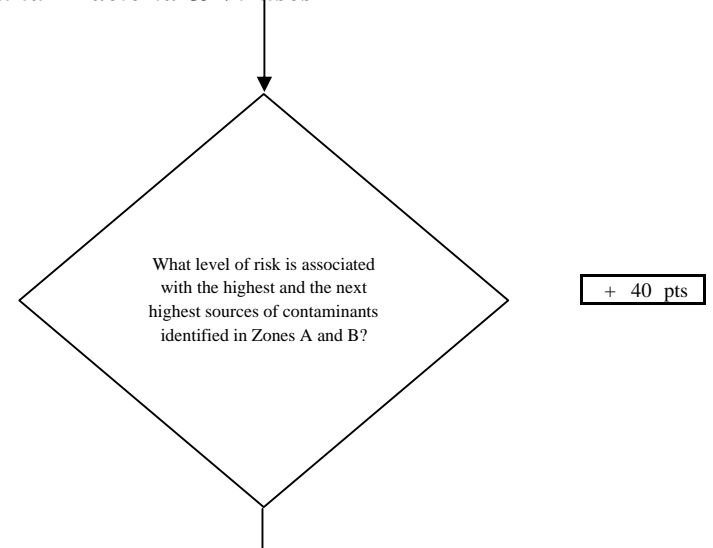 What level of risk is associated
with the highest and the next
highest sources of contaminants
identified in Zones A and B?
+ 40 pts